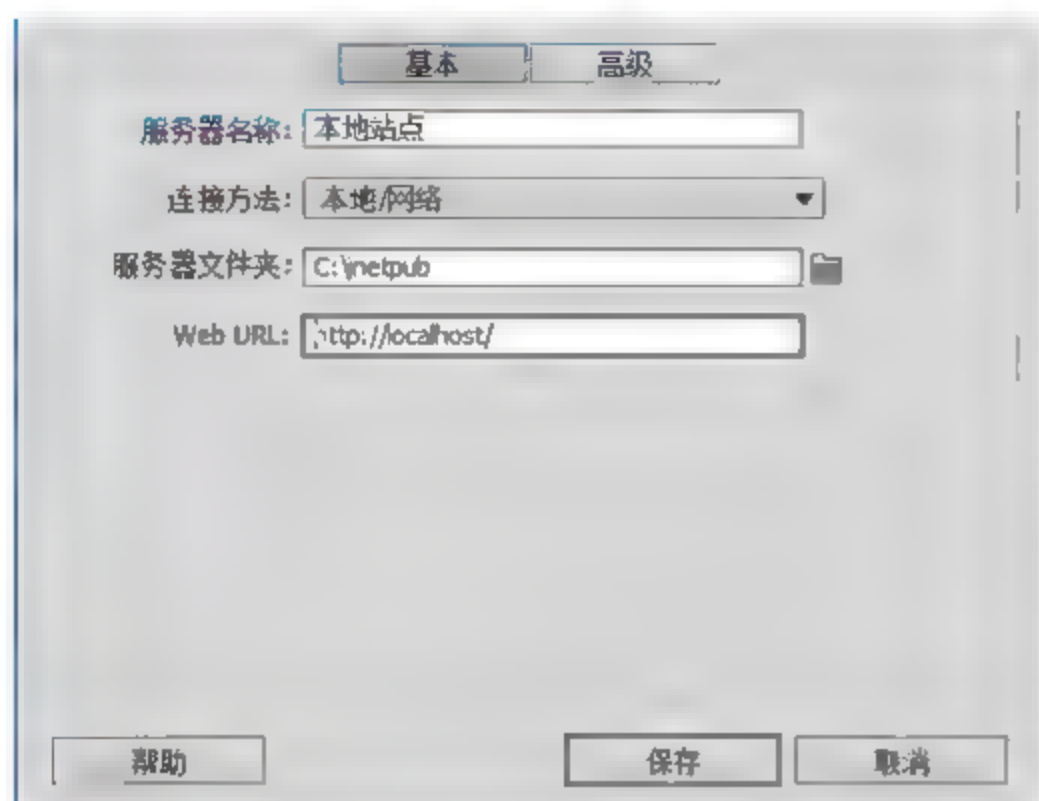 基本 高级
服务器名称: 本地站点
连接方法: 本地/网络
服务器文件夹: C:\inetpub
Web URL: http://localhost/
帮助 保存 取消